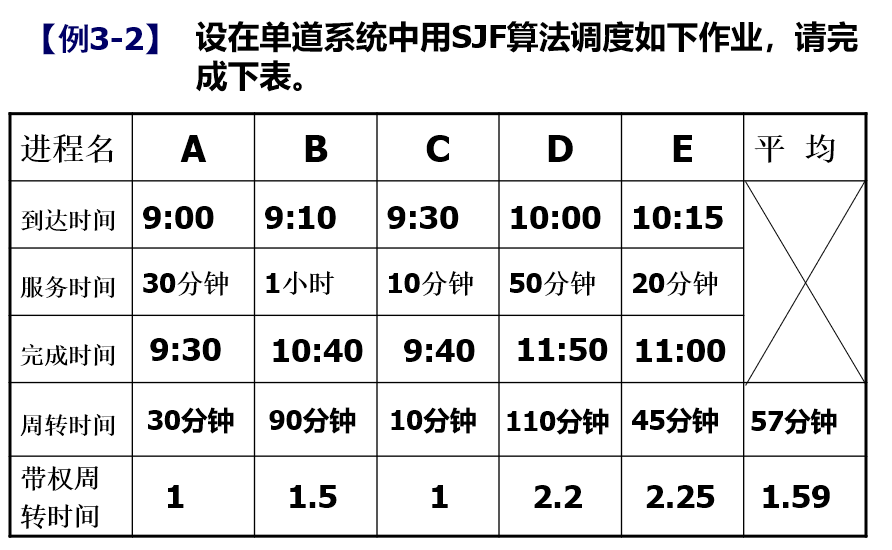 【例3-2】 设在单道系统中用SJF算法调度如下作业，请完
成下表。
进程名 A B C D E 平 均
到达时间 9:00 9:10 9:30 10:00 10:15
服务时间 30分钟 1小时 10分钟 50分钟 20分钟
完成时间 9:30 10:40 9:40 11:50 11:00
周转时间 30分钟 90分钟 10分钟 110分钟 45分钟 57分钟
带权周
转时间 1 1.5 1 2.2 2.25 1.59